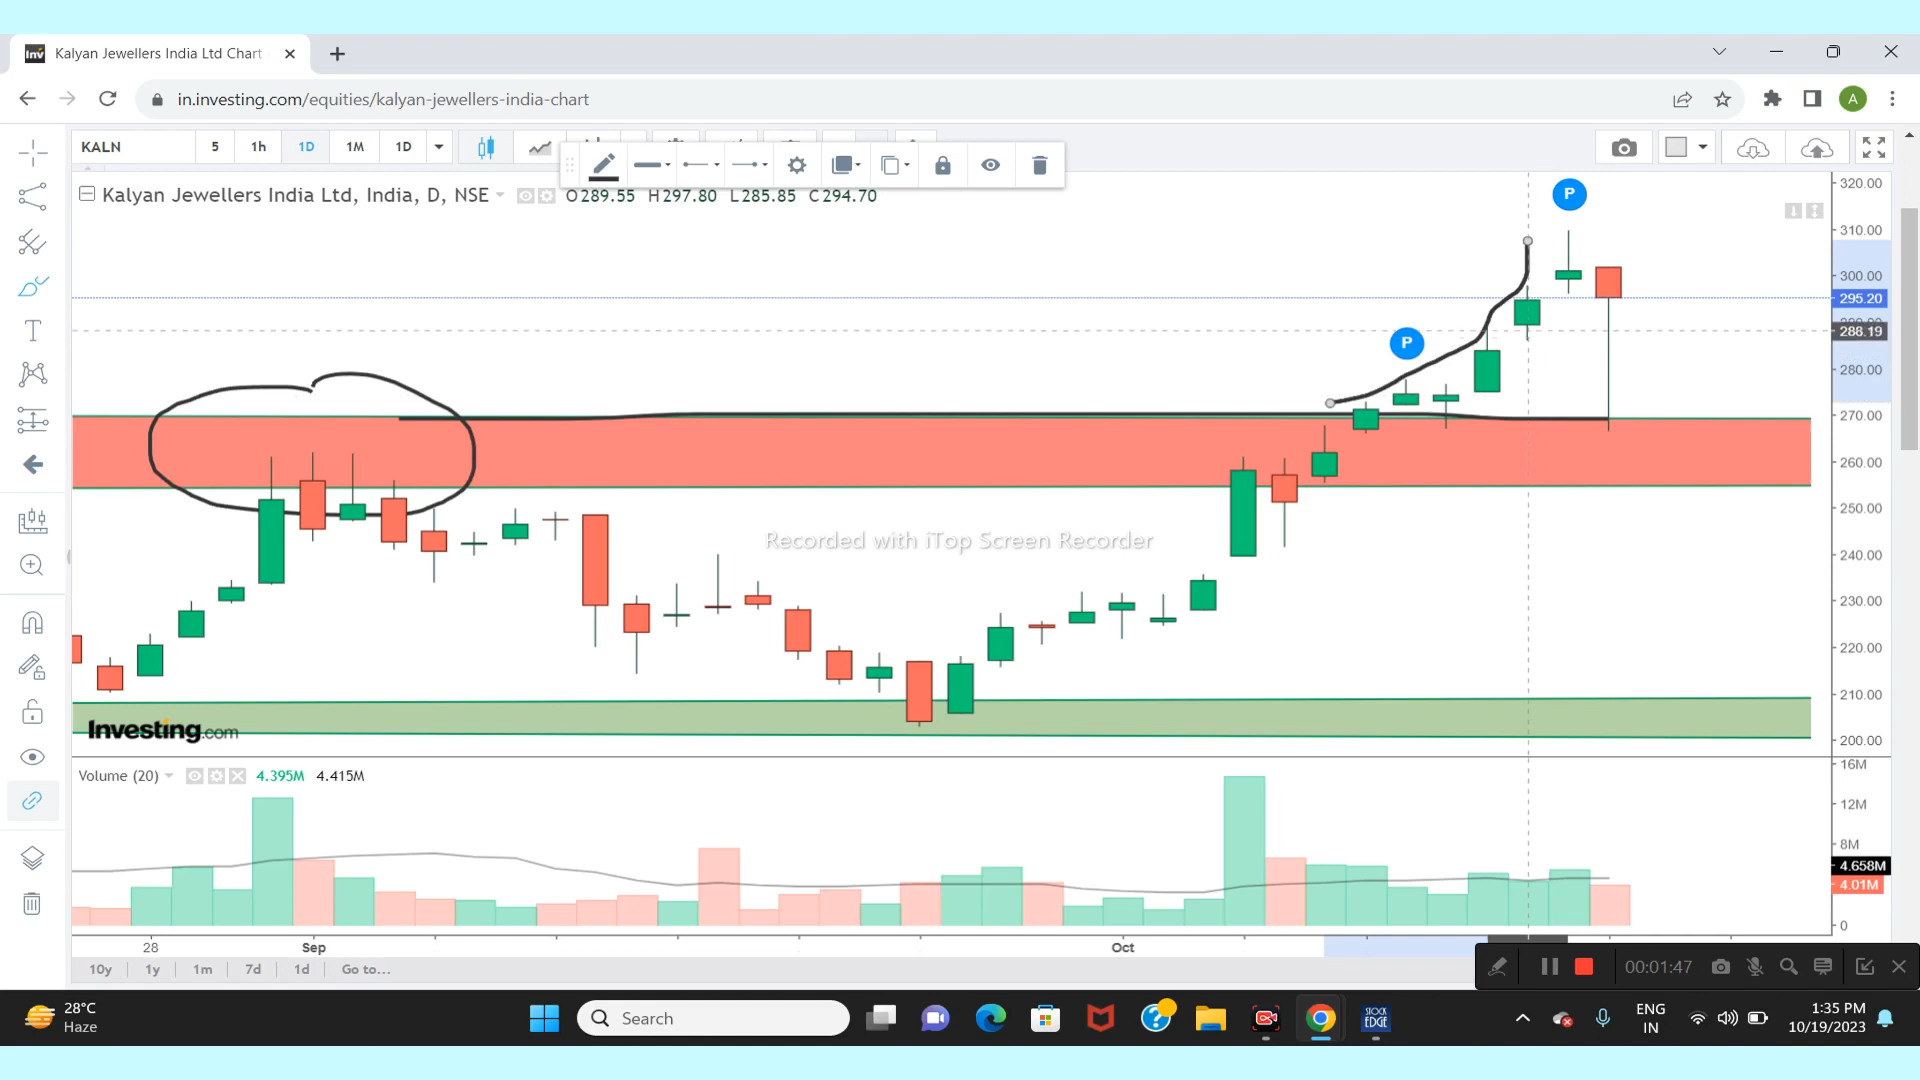 Kalyan Jewellers India Ltd Chart
in.investing.com/equities/kalyan-jewellers-india-chart
A
KALN 5 1h 1D 1M 1D
Kalyan Jewellers India Ltd, India, D, NSE O289.55 H297.80 L285.85 C294.70
P
P
320.00
310.00
300.00
295.20
288.19
280.00
270.00
260.00
250.00
240.00
230.00
220.00
210.00
200.00
Recorded with iTop Screen Recorder
Investing.com
Volume (20) 4.395M 4.415M
16M
12M
8M
4.658M
4.01M
0
28 Sep Oct
10y 1y 1m 7d 1d Go to...
00:01:47
28°C
Haze
Search
STOCK
EDGE
ENG
IN
1:35 PM
10/19/2023